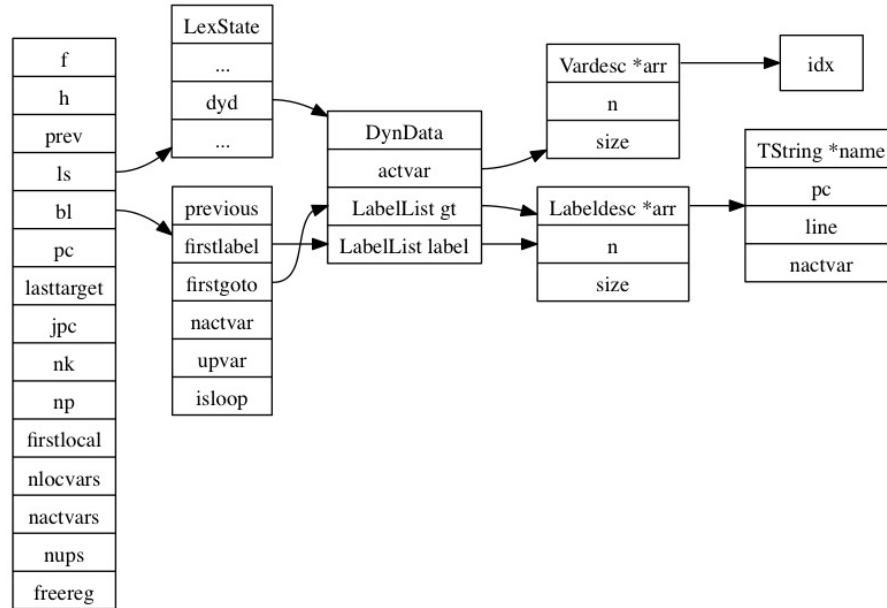 f
h
prev
ls
bl
pc
lasttarget
jpc
nk
np
firstlocal
nlocvars
nactvars
nups
freereg
LexState
...
dyd
...
previous
firstlabel
firstgoto
nactvar
upvar
isloop
DynData
actvar
LabelList gt
LabelList label
Vardesc *arr
n
size
Labeldesc *arr
n
size
idx
TString *name
pc
line
nactvar